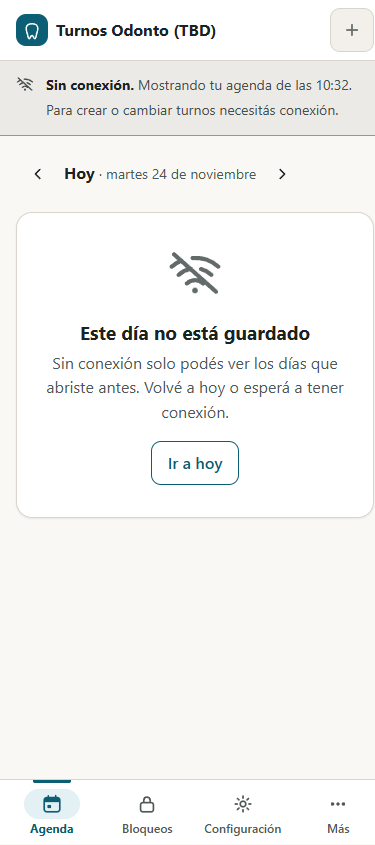 Turnos Odonto (TBD)
Sin conexión. Mostrando tu agenda de las 10:32.
Para crear o cambiar turnos necesitás conexión.
Hoy · martes 24 de noviembre
Este día no está guardado
Sin conexión solo podés ver los días que
abriste antes. Volvé a hoy o esperá a tener
conexión.
Ir a hoy
Agenda
Bloqueos
Configuración
Más